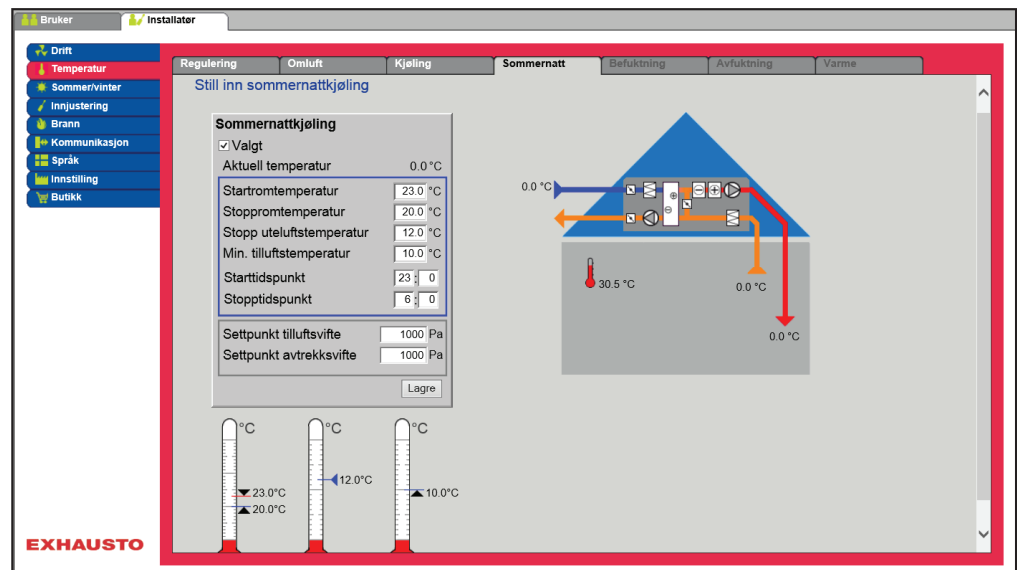 Bruker
Installatør
Drift
Temperatur
Sommer/vinter
Innjustering
Brann
Kommunikasjon
Språk
Innstilling
Butikk
Regulering Omluft Kjøling Sommernatt Befuktning Avfuktning Varme
Still inn sommernattkjøling
Sommernattkjøling
Valgt
Aktuell temperatur 0.0 °C
Startromtemperatur 23.0 °C
Stoppromtemperatur 20.0 °C
Stopp uteluftstemperatur 12.0 °C
Min. tilluftstemperatur 10.0 °C
Starttidspunkt 23 : 0
Stopptidspunkt 6 : 0
Settpunkt tilluftsvifte 1000 Pa
Settpunkt avtrekksvifte 1000 Pa
Lagre
0.0 °C
30.5 °C
0.0 °C
0.0 °C
°C °C °C
12.0°C
23.0°C
10.0°C
20.0°C
EXHAUSTO